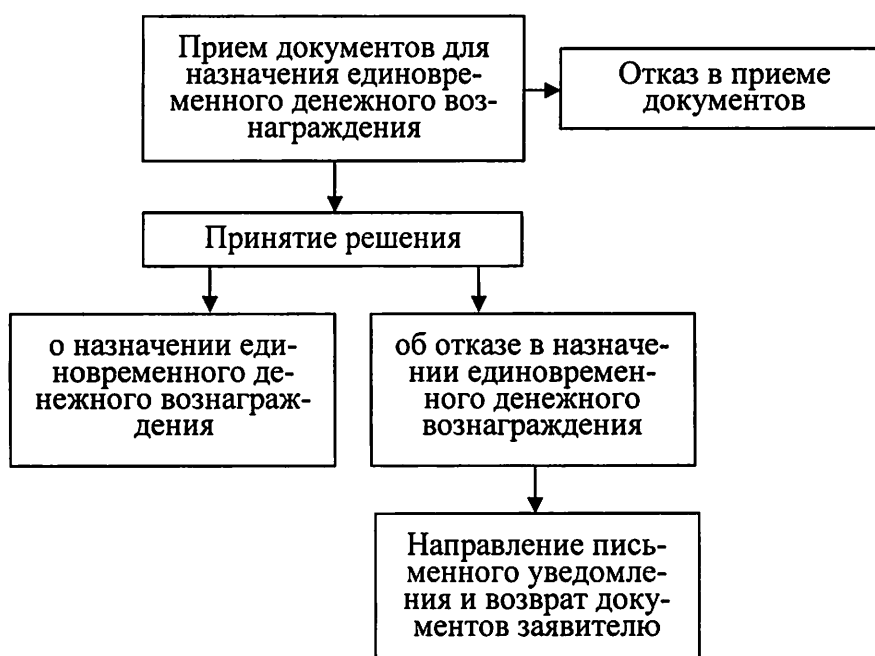 Прием документов для
назначения единовре-
менного денежного воз-
награждения
Отказ в приеме
документов
Принятие решения
о назначении еди-
новременного де-
нежного вознаграж-
дения
об отказе в назначе-
нии единовремен-
ного денежного
вознаграждения
Направление пись-
менного уведомле-
ния и возврат доку-
ментов заявителю